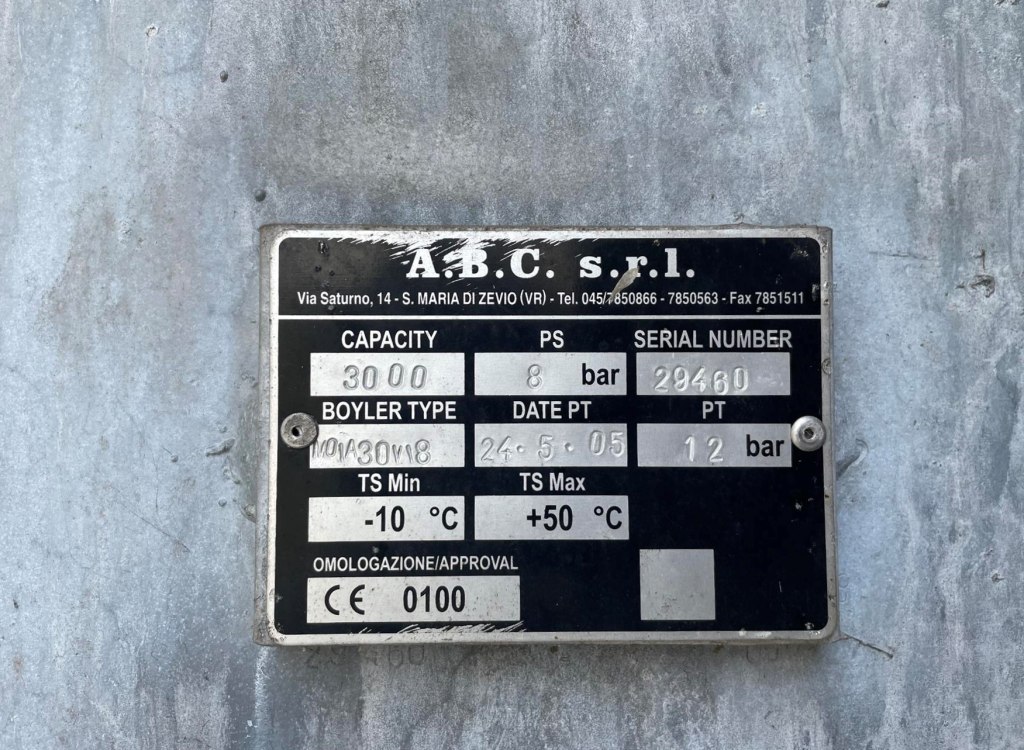 A.B.C. s.r.l.
Via Saturno, 14 - S. MARIA DI ZEVIO (VR) - Tel. 045/7850866 - 7850563 - Fax 7851511
CAPACITY PS SERIAL NUMBER
3000 8 bar 29460
BOYLER TYPE DATE PT PT
24·5·05 12 bar
TS Min TS Max
-10 °C +50 °C
OMOLOGAZIONE/APPROVAL
CE 0100